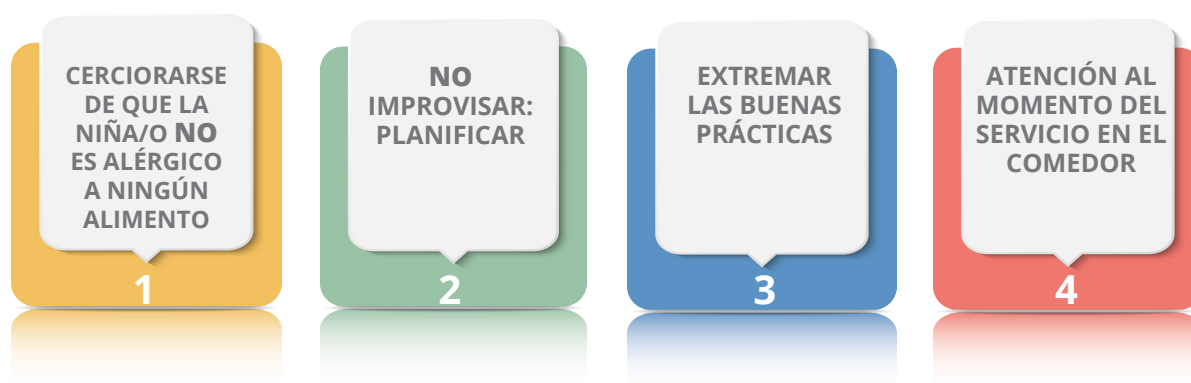 CERCIORARSE
DE QUE LA
NIÑA/O NO
ES ALÉRGICO
A NINGÚN
ALIMENTO
1
NO
IMPROVISAR:
PLANIFICAR
2
EXTREMAR
LAS BUENAS
PRÁCTICAS
3
ATENCIÓN AL
MOMENTO DEL
SERVICIO EN EL
COMEDOR
4